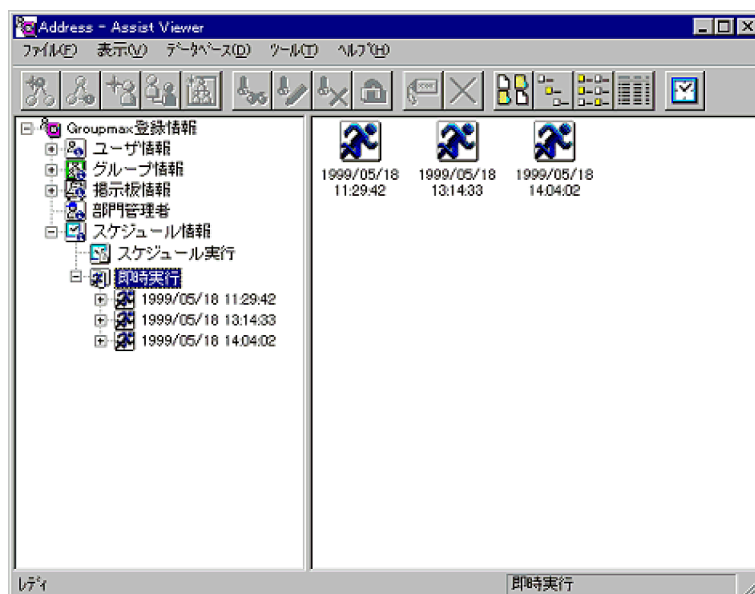 Address - Assist Viewer
ファイル(F) 表示(V) データベース(D) ツール(T) ヘルプ(H)
Groupmax登録情報
ユーザ情報
グループ情報
掲示板情報
部門管理者
スケジュール情報
スケジュール実行
即時実行
1999/05/18 11:29:42
1999/05/18 13:14:33
1999/05/18 14:04:02
1999/05/18 11:29:42
1999/05/18 13:14:33
1999/05/18 14:04:02
レディ
即時実行